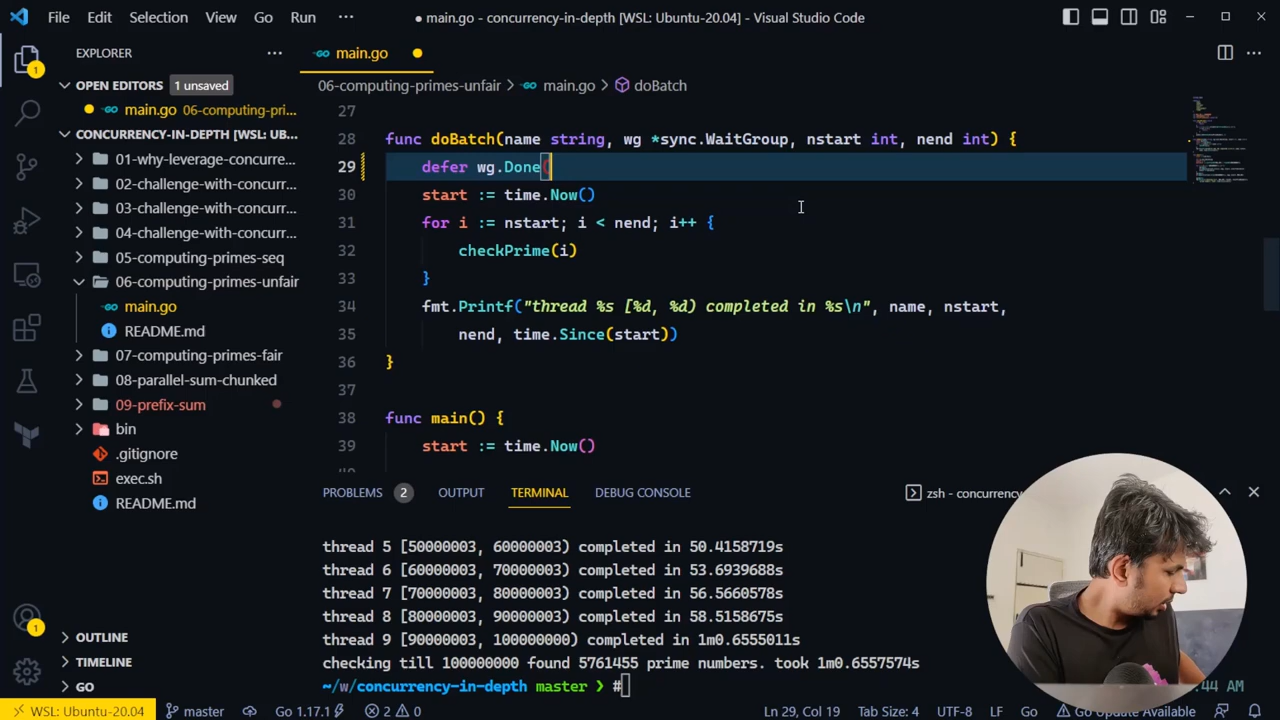 File Edit Selection View Go Run ··· ● main.go - concurrency-in-depth [WSL: Ubuntu-20.04] - Visual Studio Code
EXPLORER ···
main.go
OPEN EDITORS 1 unsaved
main.go 06-computing-pri...
CONCURRENCY-IN-DEPTH [WSL: UB...
01-why-leverage-concurre...
02-challenge-with-concurr...
03-challenge-with-concurr...
04-challenge-with-concurr...
05-computing-primes-seq
06-computing-primes-unfair
main.go
README.md
07-computing-primes-fair
08-parallel-sum-chunked
09-prefix-sum
bin
.gitignore
exec.sh
README.md
OUTLINE
TIMELINE
GO
1
1
06-computing-primes-unfair > main.go > doBatch
27
28 func doBatch(name string, wg *sync.WaitGroup, nstart int, nend int) {
29 defer wg.Done(
30 start := time.Now()
31 for i := nstart; i < nend; i++ {
32 checkPrime(i)
33 }
34 fmt.Printf("thread %s [%d, %d) completed in %s\n", name, nstart,
35 nend, time.Since(start))
36 }
37
38 func main() {
39 start := time.Now()
PROBLEMS 2 OUTPUT TERMINAL DEBUG CONSOLE zsh - concurrency
thread 5 [50000003, 60000003) completed in 50.4158719s
thread 6 [60000003, 70000003) completed in 53.6939688s
thread 7 [70000003, 80000003) completed in 56.5660578s
thread 8 [80000003, 90000003) completed in 58.5158675s
thread 9 [90000003, 100000000) completed in 1m0.6555011s
checking till 100000000 found 5761455 prime numbers. took 1m0.6557574s
~/w/concurrency-in-depth master ❯ # :44 AM
WSL: Ubuntu-20.04 master Go 1.17.1 2 0 Ln 29, Col 19 Tab Size: 4 UTF-8 LF Go Go Update Available